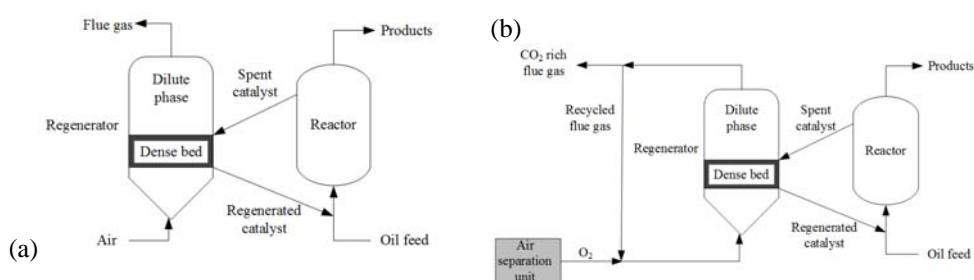 (a)
Flue gas
Products
Dilute
phase
Spent
catalyst
Regenerator
Reactor
Dense bed
Regenerated
catalyst
Air
Oil feed
(b)
CO2 rich
flue gas
Products
Recycled
flue gas
Dilute
phase
Spent
catalyst
Regenerator
Reactor
Dense bed
Regenerated
catalyst
Air
separation
unit
O2
Oil feed